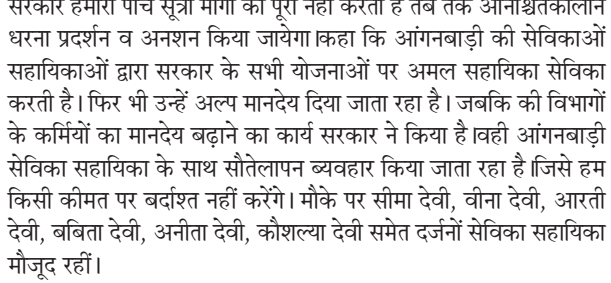 सरकार हमारी पांच सूत्री मांगों को पूरा नहीं करती है तब तक अनिश्चितकालीन
धरना प्रदर्शन व अनशन किया जायेगा।कहा कि आंगनबाड़ी की सेविकाओं
सहायिकाओं द्वारा सरकार के सभी योजनाओं पर अमल सहायिका सेविका
करती है। फिर भी उन्हें अल्प मानदेय दिया जाता रहा है। जबकि की विभागों
के कर्मियों का मानदेय बढ़ाने का कार्य सरकार ने किया है।वही आंगनबाड़ी
सेविका सहायिका के साथ सौतेलापन ब्यवहार किया जाता रहा है।जिसे हम
किसी कीमत पर बर्दाश्त नहीं करेंगे। मौके पर सीमा देवी, वीना देवी, आरती
देवी, बबिता देवी, अनीता देवी, कौशल्या देवी समेत दर्जनों सेविका सहायिका
मौजूद रहीं।